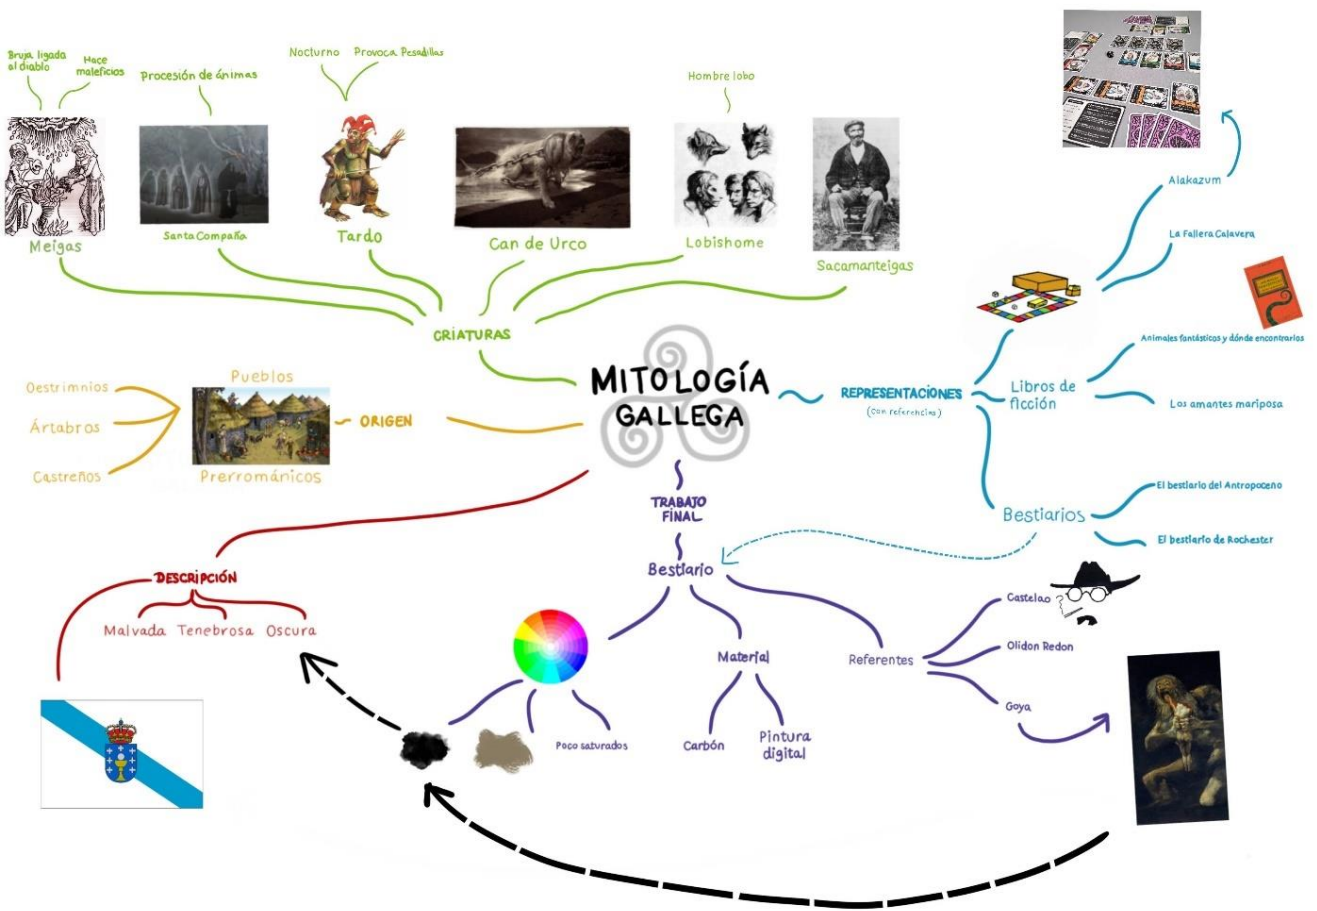 Bruja ligada
al diablo
Hace
maleficios
Procesión de ánimas
Nocturno
Provoca Pesadillas
Hombre lobo
Meigas
Santa Compaña
Tardo
Can de Urco
Lobishome
Sacamanteigas
CRIATURAS
Alakazum
La Fallera Calavera
Animales fantásticos y dónde encontrarlos
Libros de
ficción
Los amantes mariposa
REPRESENTACIONES
(con referencias)
MITOLOGÍA
GALLEGA
Pueblos
Prerrománicos
ORIGEN
Oestrimnios
Ártabros
Castreños
TRABAJO
FINAL
Bestiario
Bestiarios
El bestiario del Antropoceno
El bestiario de Rochester
DESCRIPCIÓN
Malvada
Tenebrosa
Oscura
Material
Carbón
Pintura
digital
Poco saturados
Referentes
Castelao
Olidon Redon
Goya